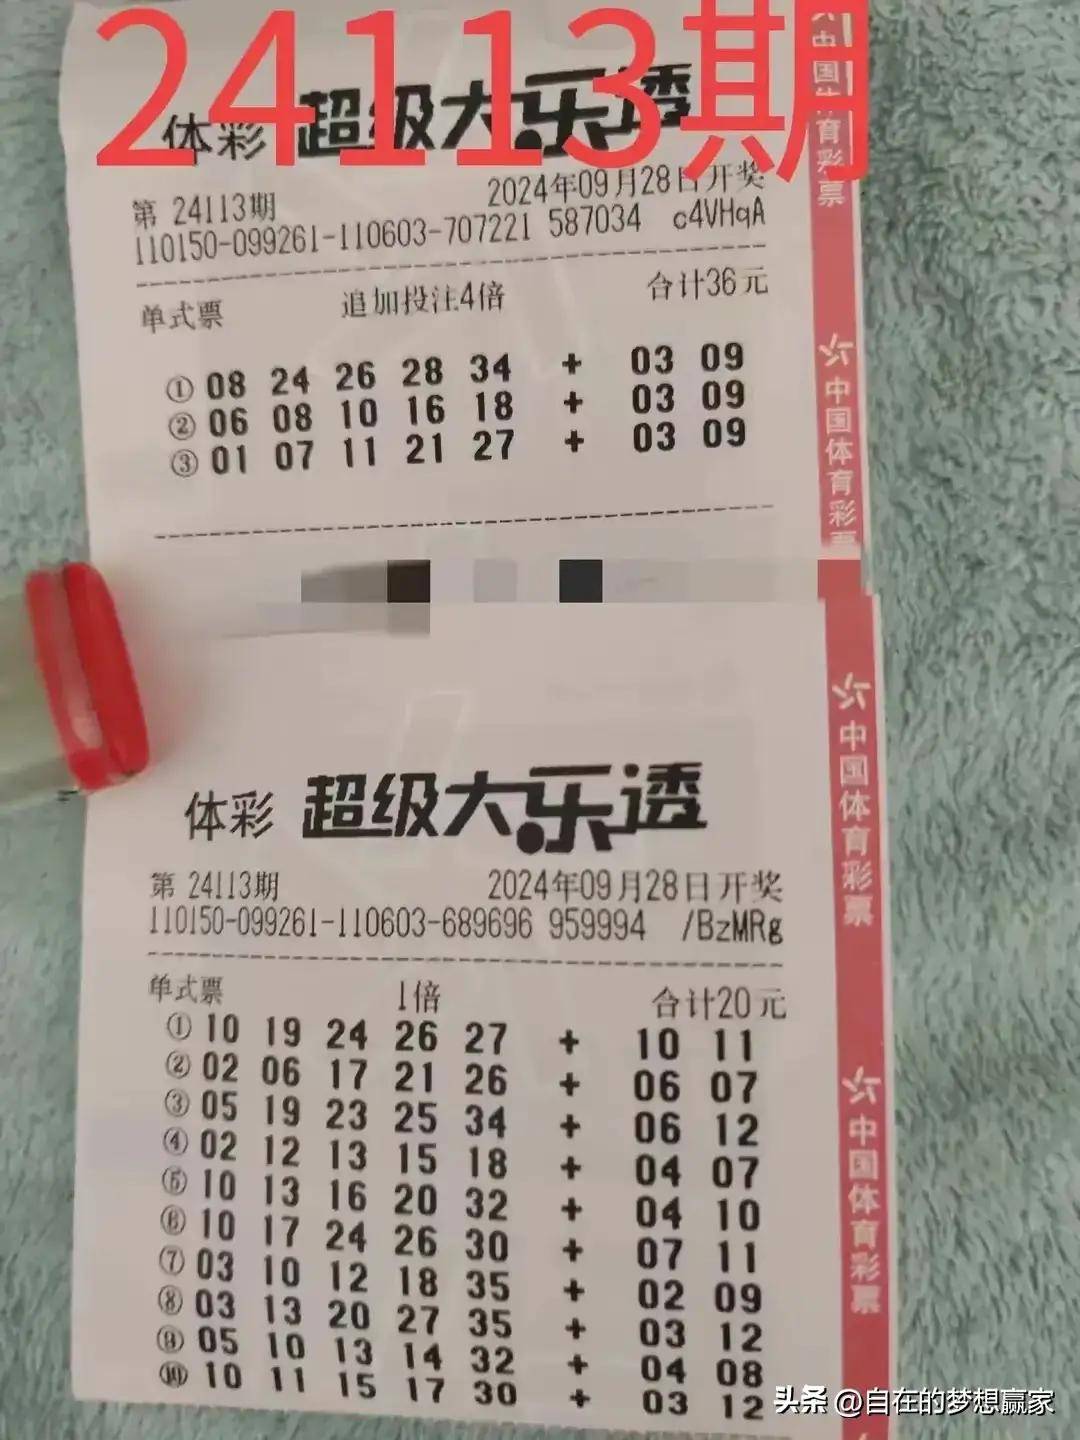 24113期
体彩 超级大乐透
第 24113期 2024年09月28日开奖
110150-099261-110603-707221 587034 c4VHqA
单式票 追加投注4倍 合计36元
① 08 24 26 28 34 + 03 09
② 06 08 10 16 18 + 03 09
③ 01 07 11 21 27 + 03 09
中国体育彩票
中国体育彩票
体彩 超级大乐透
第 24113期 2024年09月28日开奖
110150-099261-110603-689696 959994 /BzMRg
单式票 1倍 合计20元
① 10 19 24 26 27 + 10 11
② 02 06 17 21 26 + 06 07
③ 05 19 23 25 34 + 06 12
④ 02 12 13 15 18 + 04 07
⑤ 10 13 16 20 32 + 04 10
⑥ 10 17 24 26 30 + 07 11
⑦ 03 10 12 18 35 + 02 09
⑧ 03 13 20 27 35 + 03 12
⑨ 05 10 13 14 32 + 04 08
⑩ 10 11 15 17 30 + 03 12
中国体育彩票
中国体育彩票
头条 @自在的梦想赢家